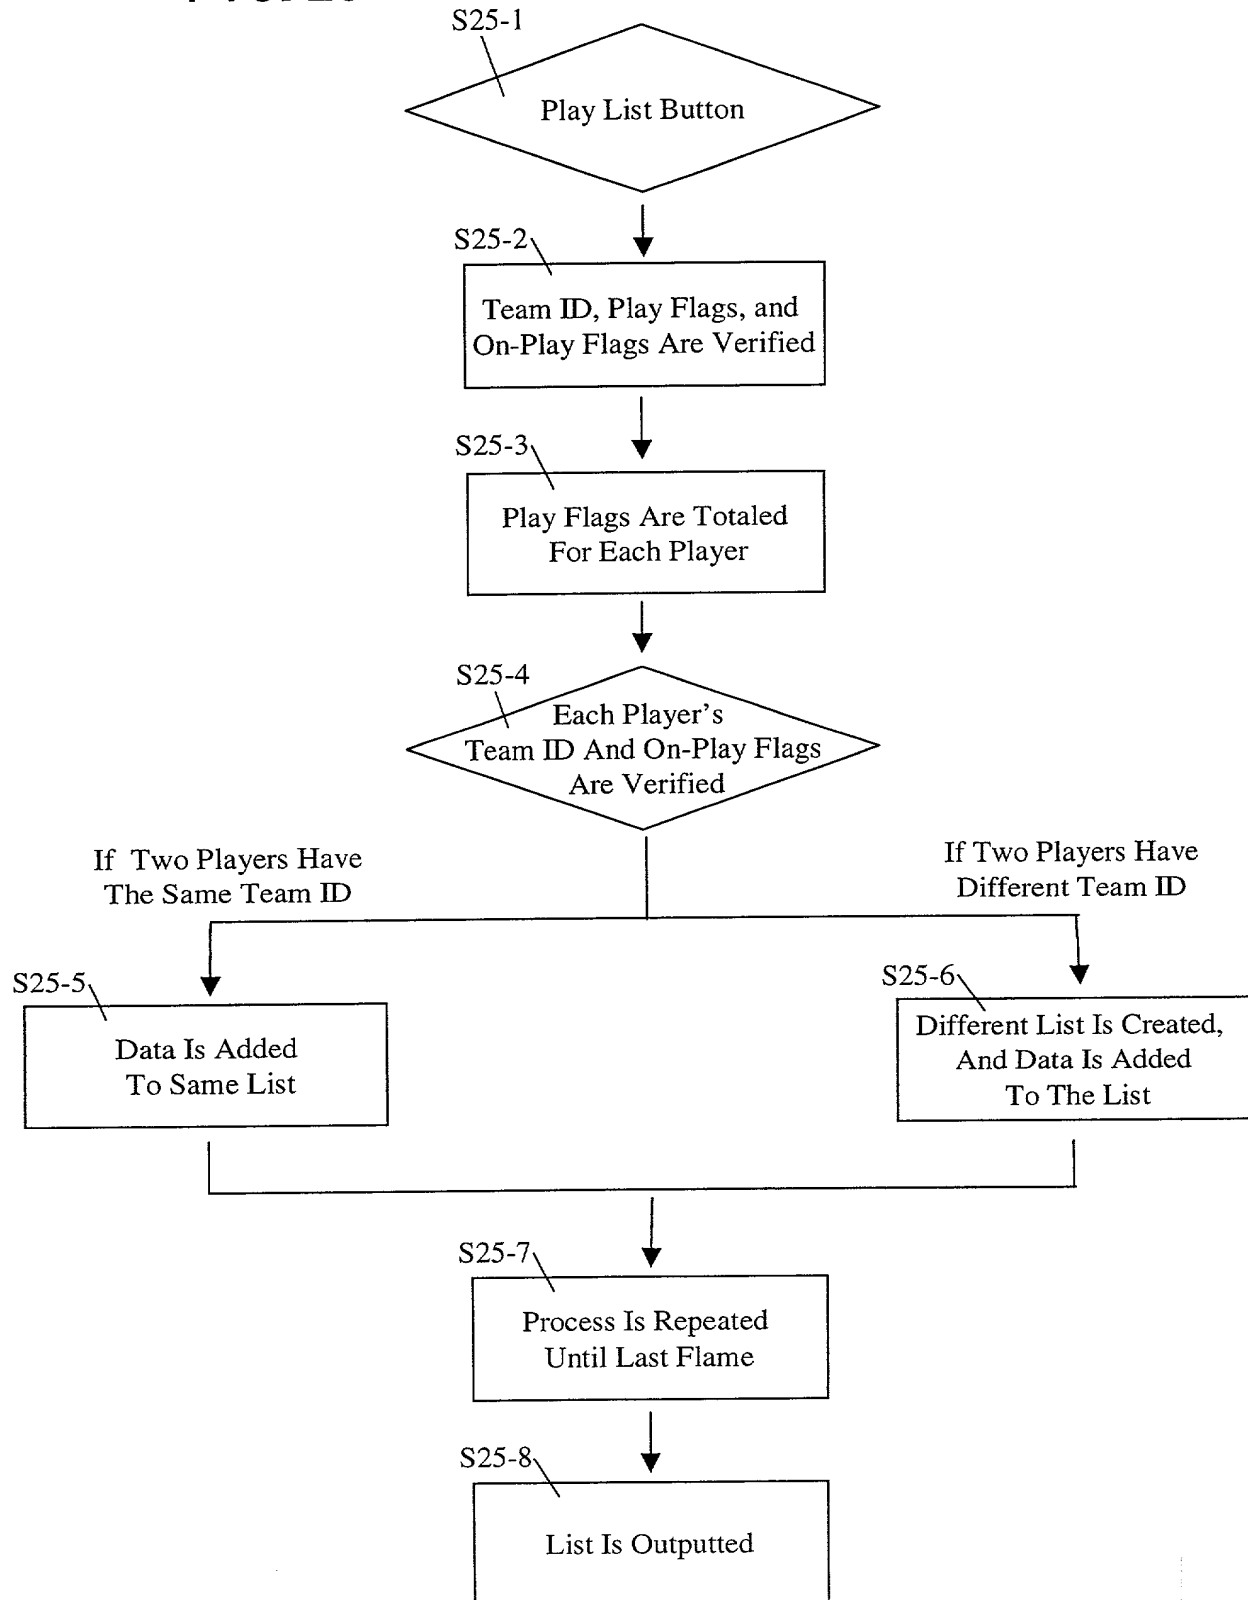 S25-1
Play List Button
S25-2
Team ID, Play Flags, and
On-Play Flags Are Verified
S25-3
Play Flags Are Totaled
For Each Player
S25-4
Each Player's
Team ID And On-Play Flags
Are Verified
If Two Players Have
The Same Team ID
If Two Players Have
Different Team ID
S25-5
Data Is Added
To Same List
S25-6
Different List Is Created,
And Data Is Added
To The List
S25-7
Process Is Repeated
Until Last Flame
S25-8
List Is Outputted